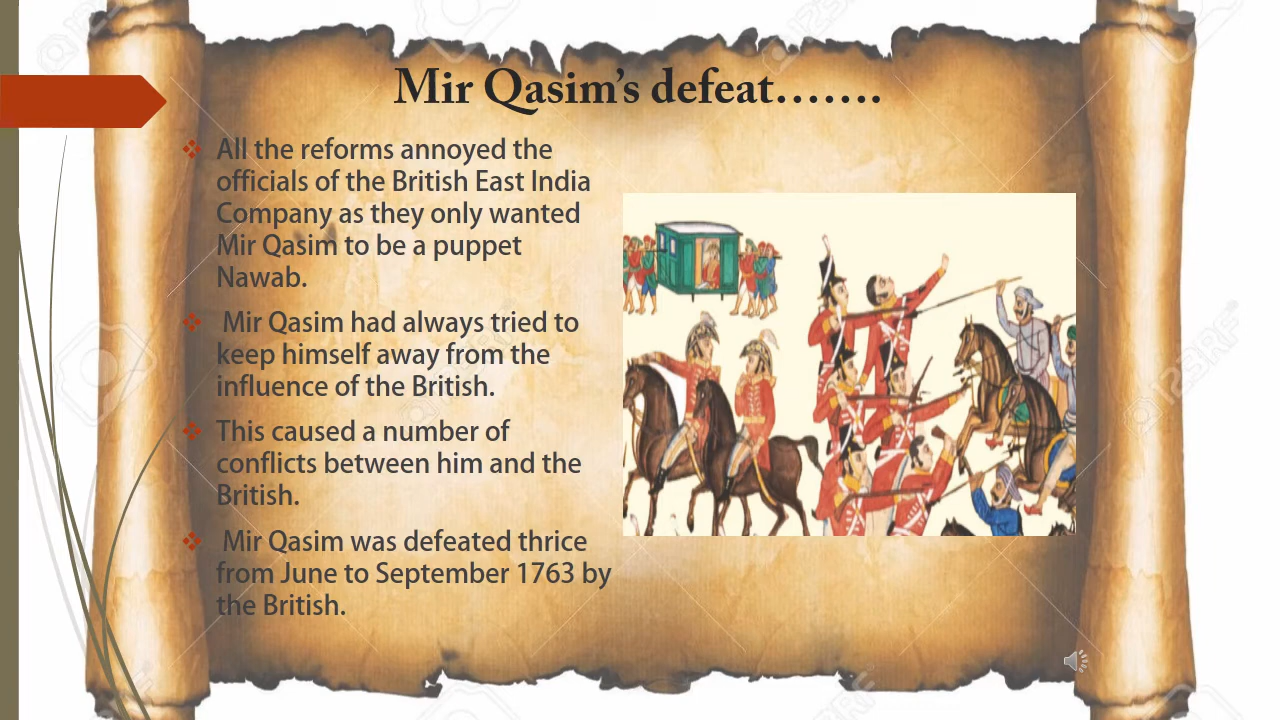 Mir Qasim’s defeat…….
❖ All the reforms annoyed the
officials of the British East India
Company as they only wanted
Mir Qasim to be a puppet
Nawab.
❖ Mir Qasim had always tried to
keep himself away from the
influence of the British.
❖ This caused a number of
conflicts between him and the
British.
❖ Mir Qasim was defeated thrice
from June to September 1763 by
the British.
123RF